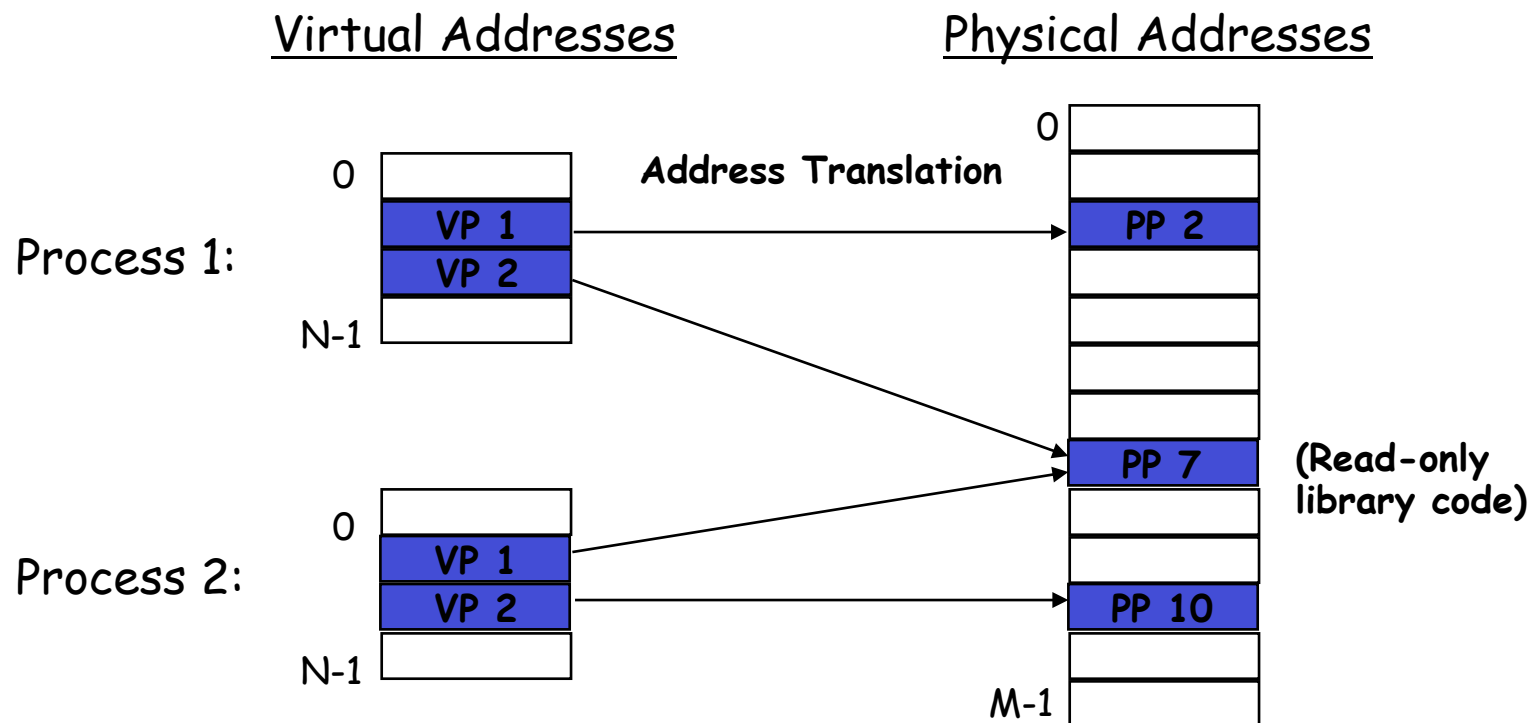 Virtual Addresses
Physical Addresses
0
0
Address Translation
VP 1
PP 2
Process 1:
VP 2
N-1
PP 7
(Read-only
library code)
0
VP 1
Process 2:
VP 2
PP 10
N-1
M-1